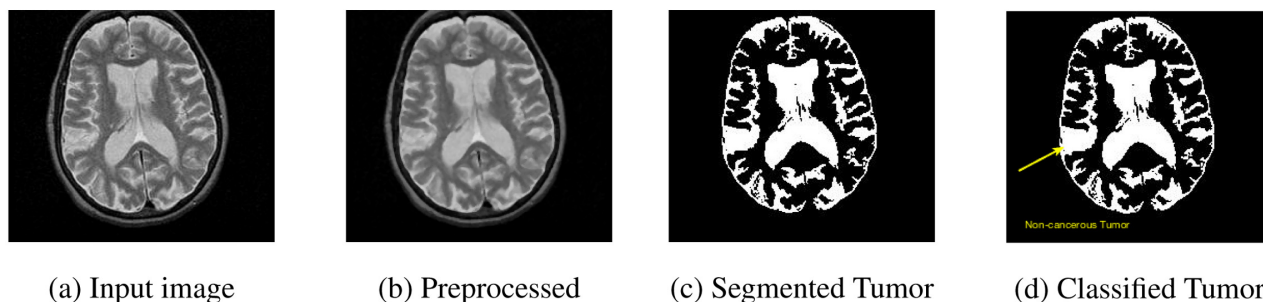 Non-cancerous Tumor
(a) Input image
(b) Preprocessed
(c) Segmented Tumor
(d) Classified Tumor